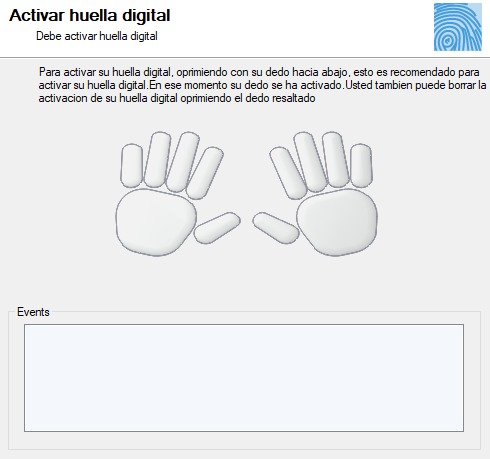 Activar huella digital
Debe activar huella digital
Para activar su huella digital, oprimiendo con su dedo hacia abajo, esto es recomendado para
activar su huella digital.En ese momento su dedo se ha activado.Usted tambien puede borrar la
activacion de su huella digital oprimiendo el dedo resaltado
Events